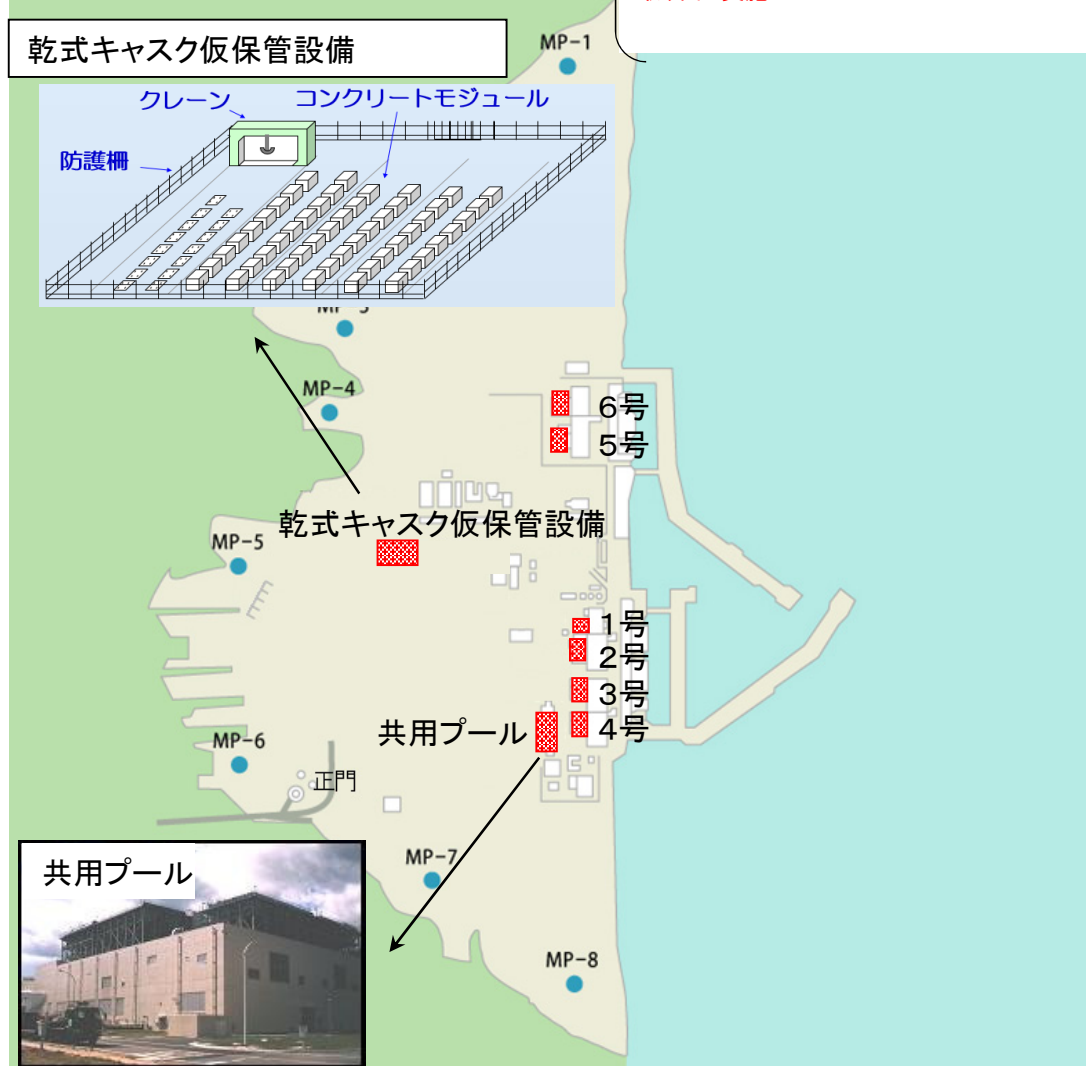 乾式キャスク仮保管設備
MP-1
クレーン
コンクリートモジュール
防護柵
MP-4
6号
5号
乾式キャスク仮保管設備
MP-5
1号
2号
3号
共用プール
4号
MP-6
正門
共用プール
MP-7
MP-8